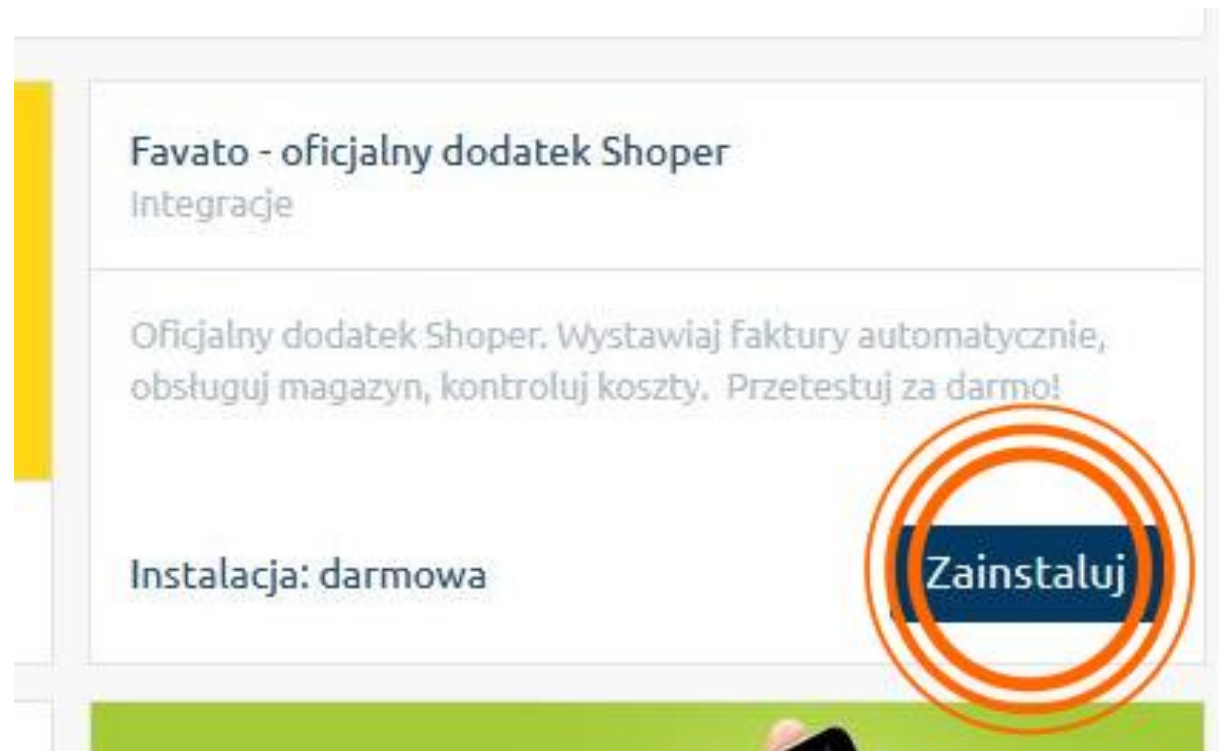 Favato - oficjalny dodatek Shoper
Integracje
Oficjalny dodatek Shoper. Wystawiaj faktury automatycznie,
obsługuj magazyn, kontroluj koszty. Przetestuj za darmo!
Instalacja: darmowa
Zainstaluj